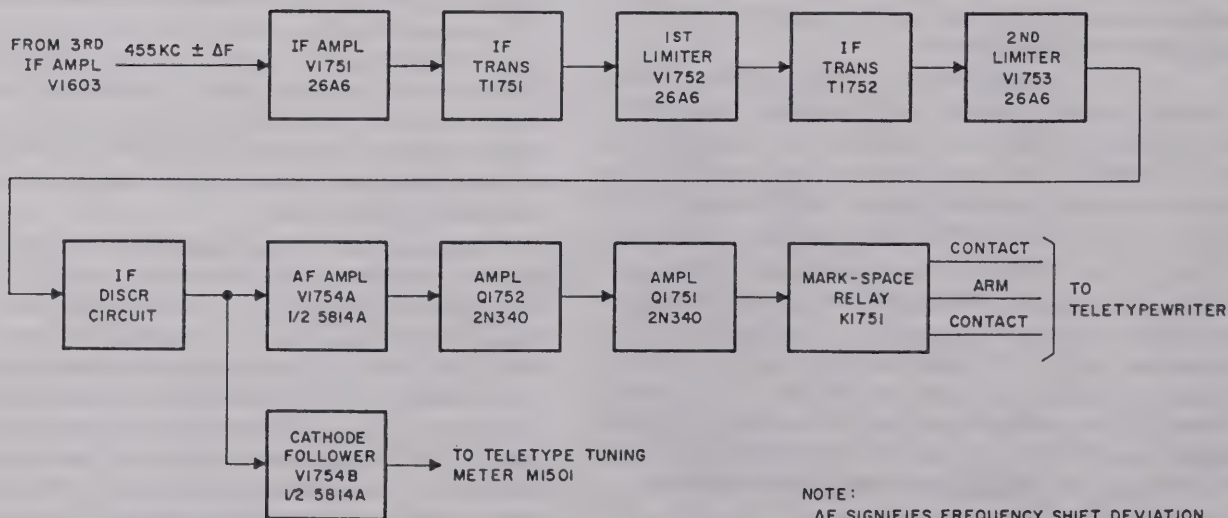 FROM 3RD
IF AMPL
V1603
455KC ± ΔF
IF AMPL
V1751
26A6
IF
TRANS
T1751
1ST
LIMITER
V1752
26A6
IF
TRANS
T1752
2ND
LIMITER
V1753
26A6
IF
DISCR
CIRCUIT
AF AMPL
V1754A
1/2 5814A
AMPL
Q1752
2N340
AMPL
Q1751
2N340
MARK-SPACE
RELAY
K1751
CONTACT
ARM
CONTACT
TO
TELETYPEWRITER
CATHODE
FOLLOWER
V1754B
1/2 5814A
TO TELETYPE TUNING
METER M1501
NOTE:
ΔF SIGNIFIES FREQUENCY SHIFT DEVIATION